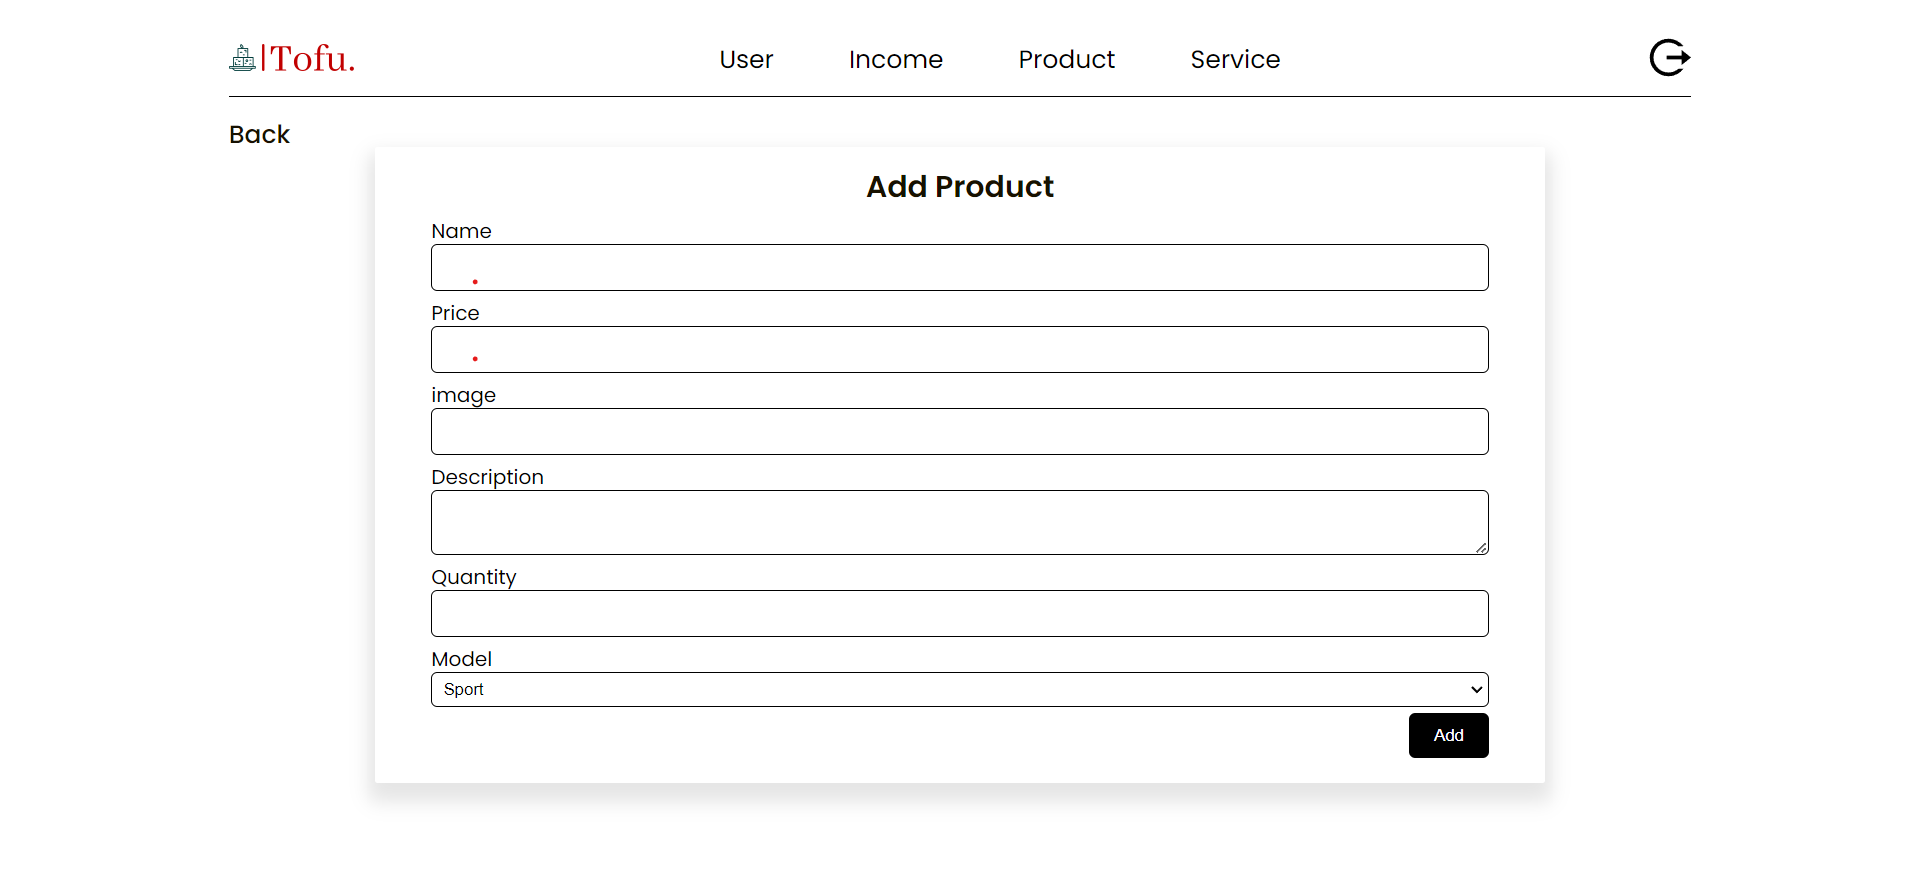 |Tofu.
User Income Product Service
Back
Add Product
Name
Price
image
Description
Quantity
Model
Sport
Add